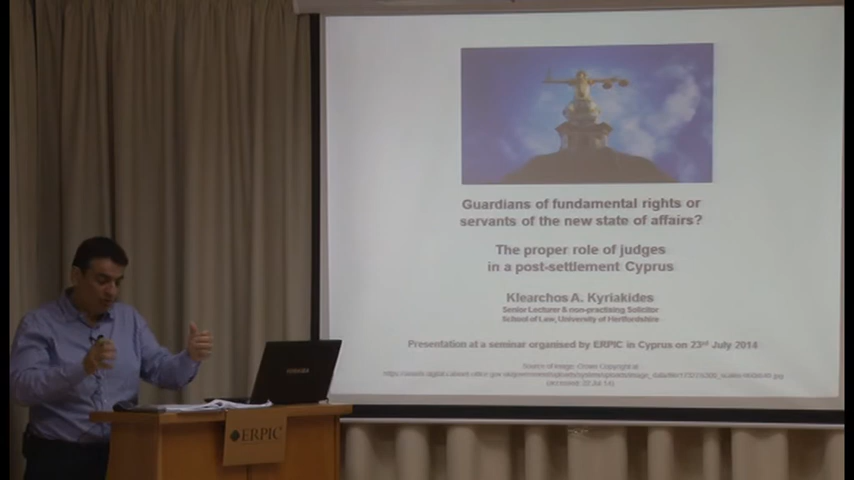 Guardians of fundamental rights or
servants of the new state of affairs?
The proper role of judges
in a post-settlement Cyprus
Klearchos A. Kyriakides
Senior Lecturer & non-practising Solicitor
School of Law, University of Hertfordshire
Presentation at a seminar organised by ERPIC in Cyprus on 23rd July 2014
Source of image: Crown Copyright at
TOSHIBA
ERPIC